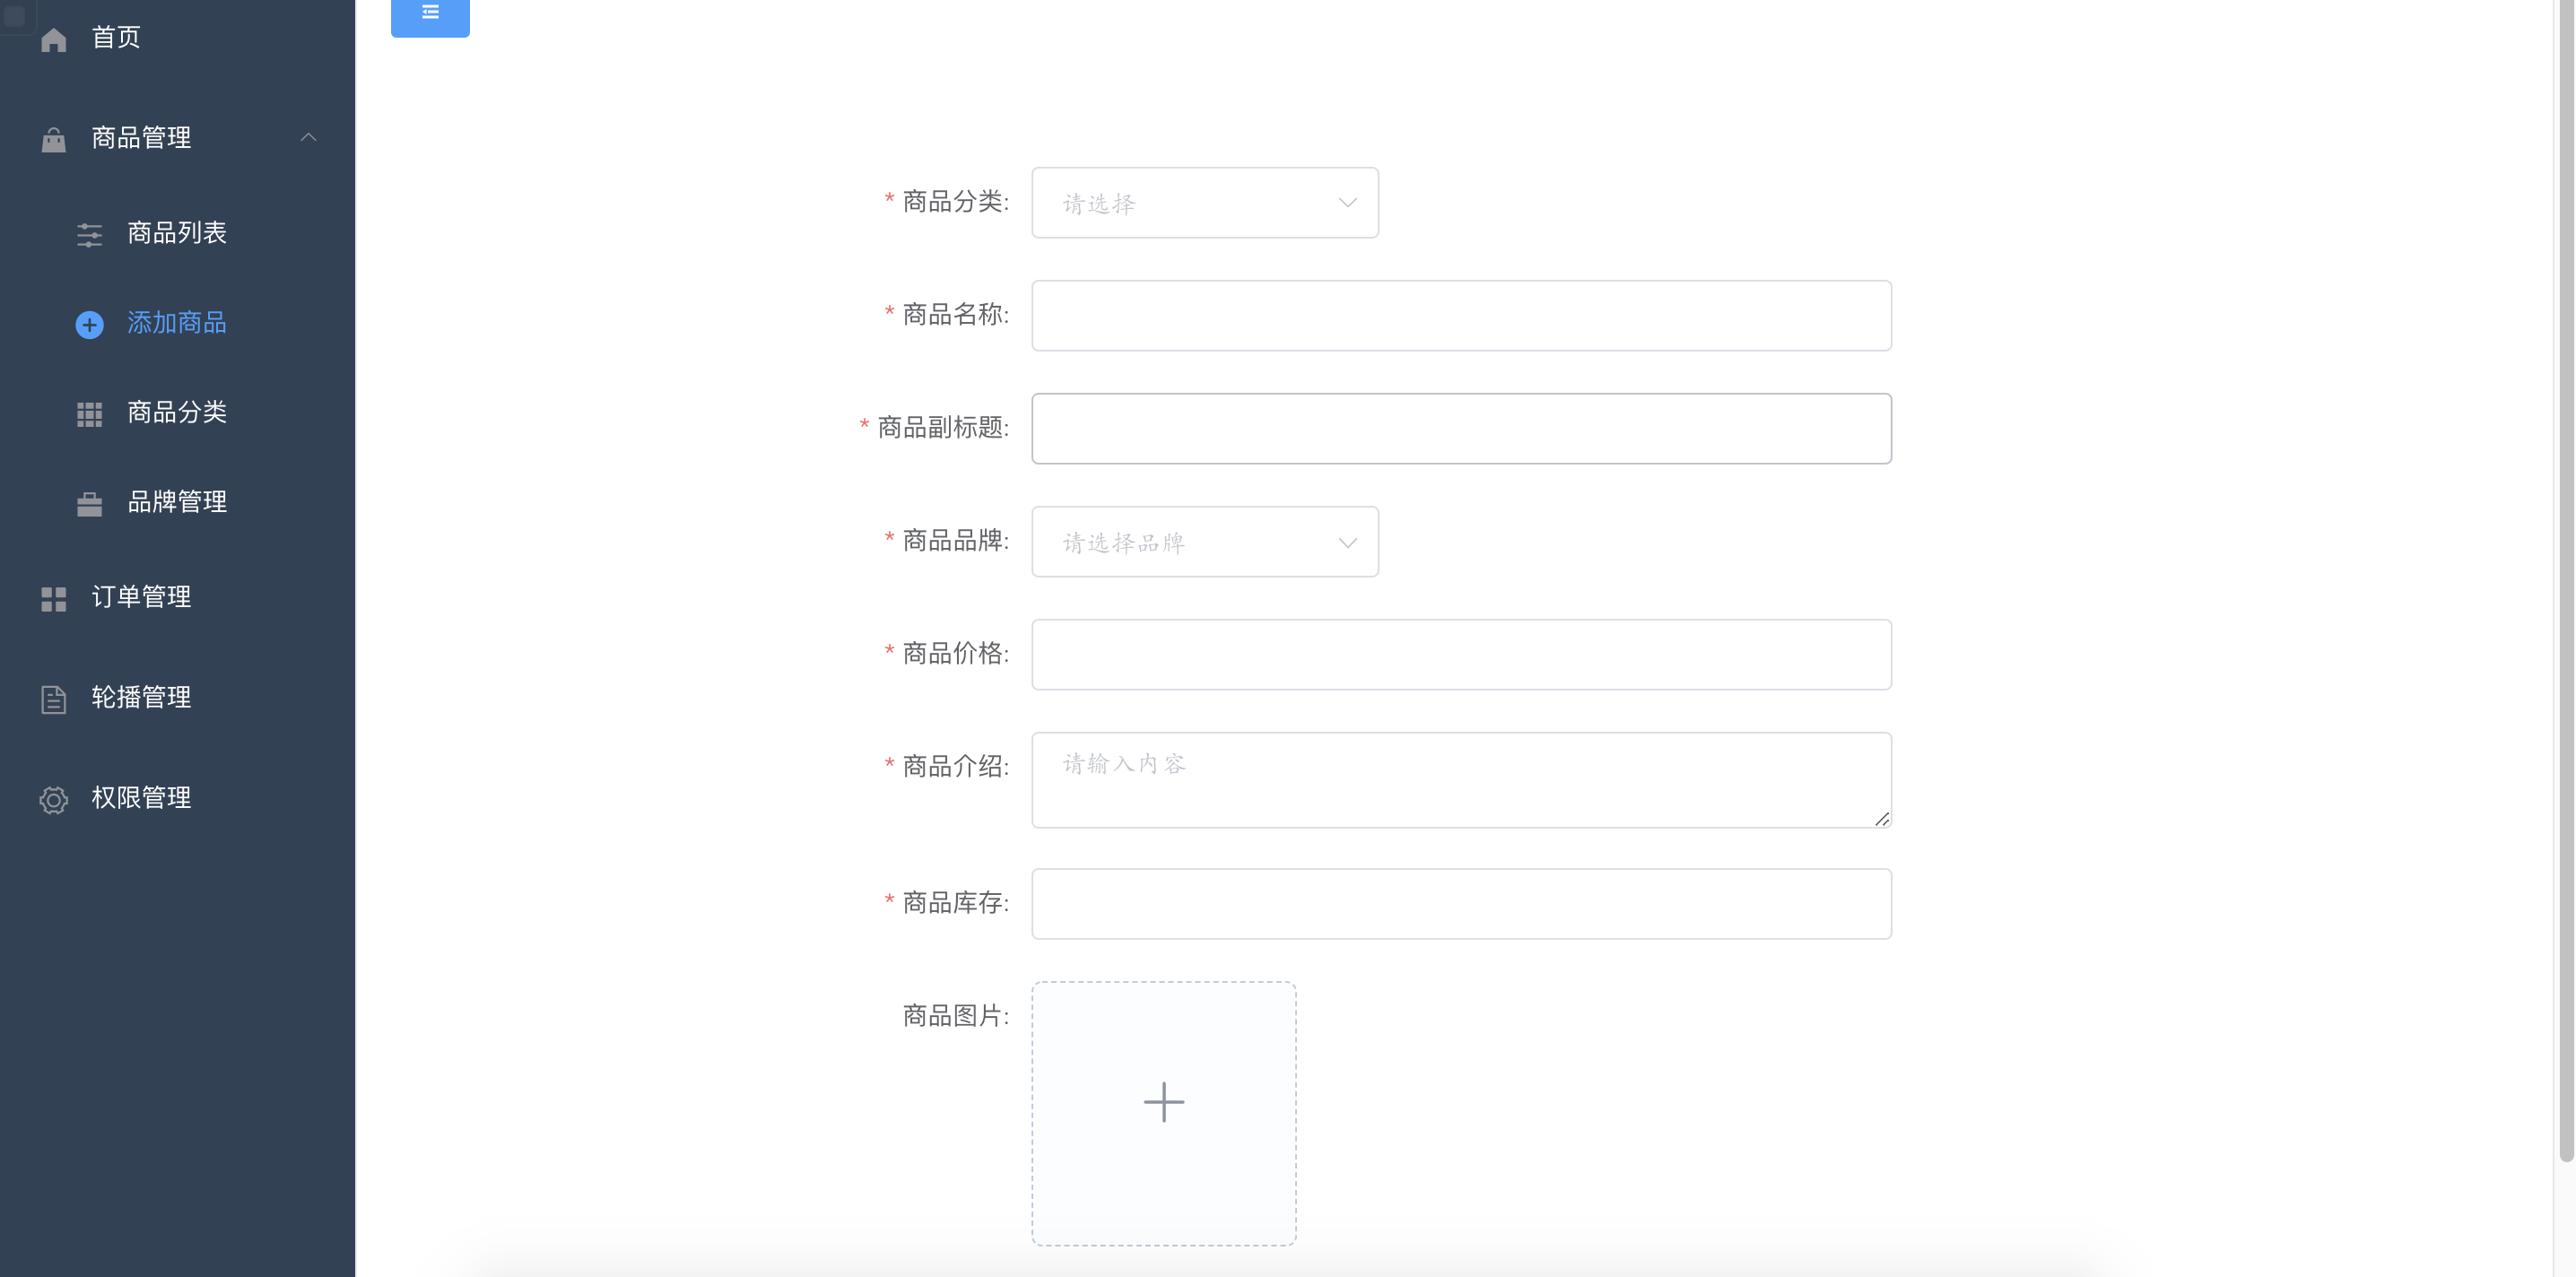 首页
商品管理
商品列表
添加商品
商品分类
品牌管理
订单管理
轮播管理
权限管理
* 商品分类: 请选择
* 商品名称:
* 商品副标题:
* 商品品牌: 请选择品牌
* 商品价格:
* 商品介绍: 请输入内容
* 商品库存:
商品图片: